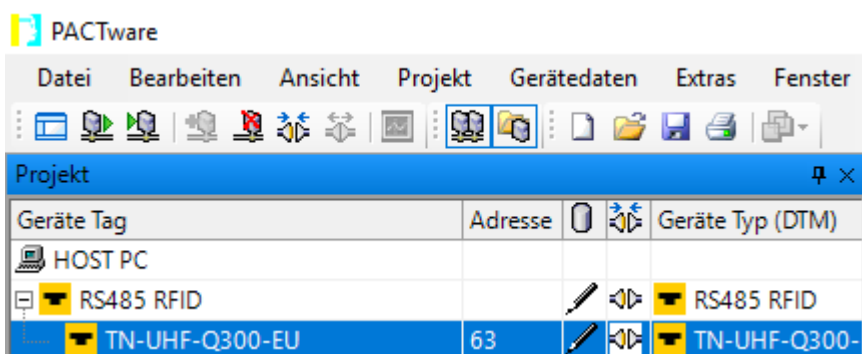 PACTware
Datei Bearbeiten Ansicht Projekt Gerätedaten Extras Fenster
Projekt
Geräte Tag Adresse Geräte Typ (DTM)
HOST PC
RS485 RFID RS485 RFID
TN-UHF-Q300-EU 63 TN-UHF-Q300-